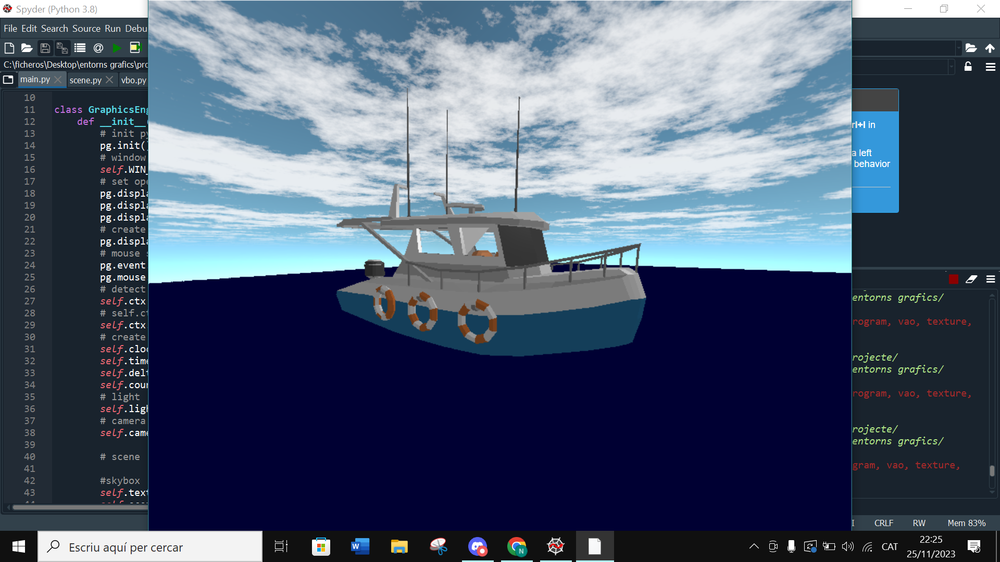 Spyder (Python 3.8)
File Edit Search Source Run Debu
C:\ficheros\Desktop\entorns grafics\pro
main.py scene.py vbo.py
10
11 class GraphicsEng
12 def __init__(
13 # init py
14 pg.init()
15 # window
16 self.WIN_
17 # set ope
18 pg.displa
19 pg.displa
20 pg.displa
21 # create
22 pg.displa
23 # mouse s
24 pg.event
25 pg.mouse
26 # detect
27 self.ctx
28 # self.ct
29 self.ctx
30 # create
31 self.cloc
32 self.time
33 self.delt
34 self.coun
35 # light
36 self.ligh
37 # camera
38 self.came
39
40 # scene
41
42 #skybox
43 self.text
rl+I in
a left
behavior
entorns grafics/
rogram, vao, texture,
rojecte/
entorns grafics/
rogram, vao, texture,
rojecte/
entorns grafics/
gram, vao, texture,
CRLF RW Mem 83%
Escriu aquí per cercar
CAT
22:25
25/11/2023